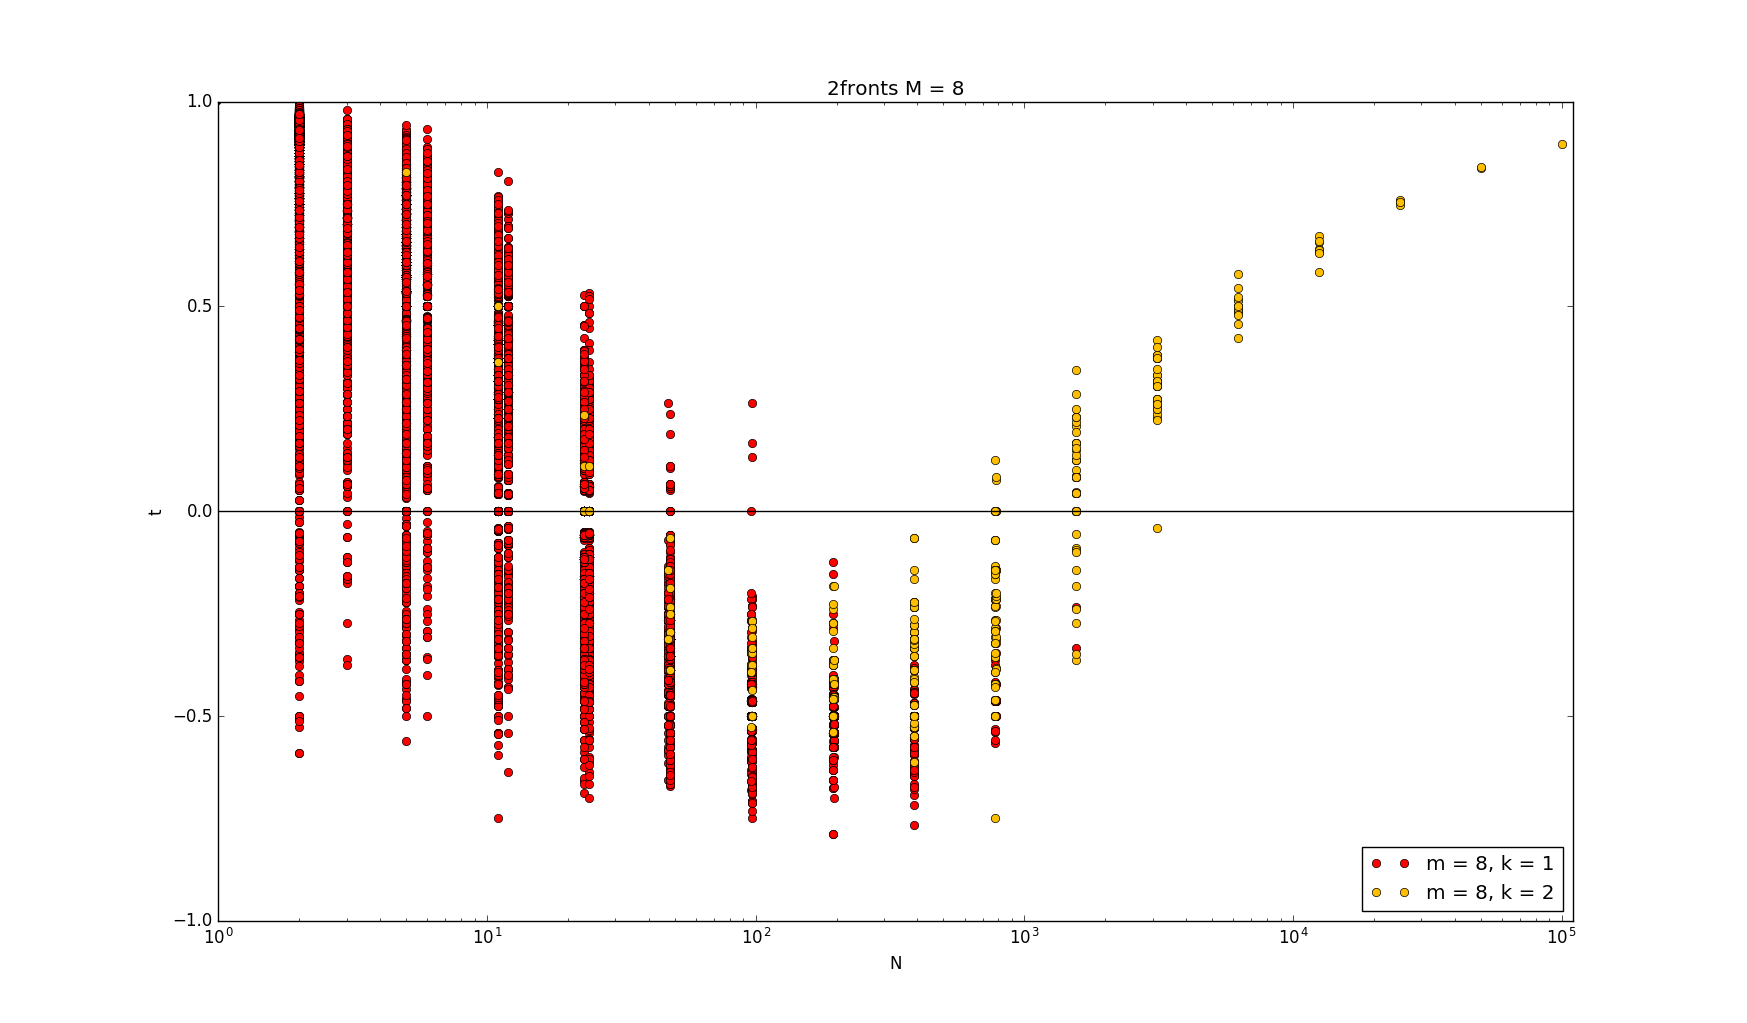 2fronts M = 8
1.0
0.5
0.0
−0.5
−1.0
t
10^0
10^1
10^2
10^3
10^4
10^5
N
m = 8, k = 1
m = 8, k = 2